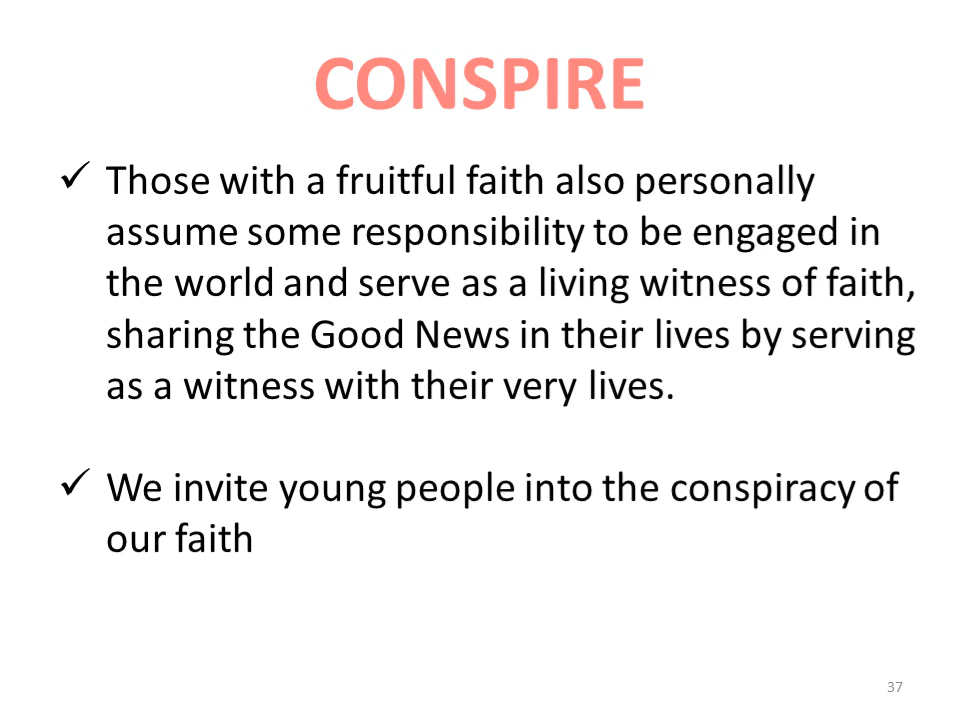 CONSPIRE
✓ Those with a fruitful faith also personally
assume some responsibility to be engaged in
the world and serve as a living witness of faith,
sharing the Good News in their lives by serving
as a witness with their very lives.
✓ We invite young people into the conspiracy of
our faith
37